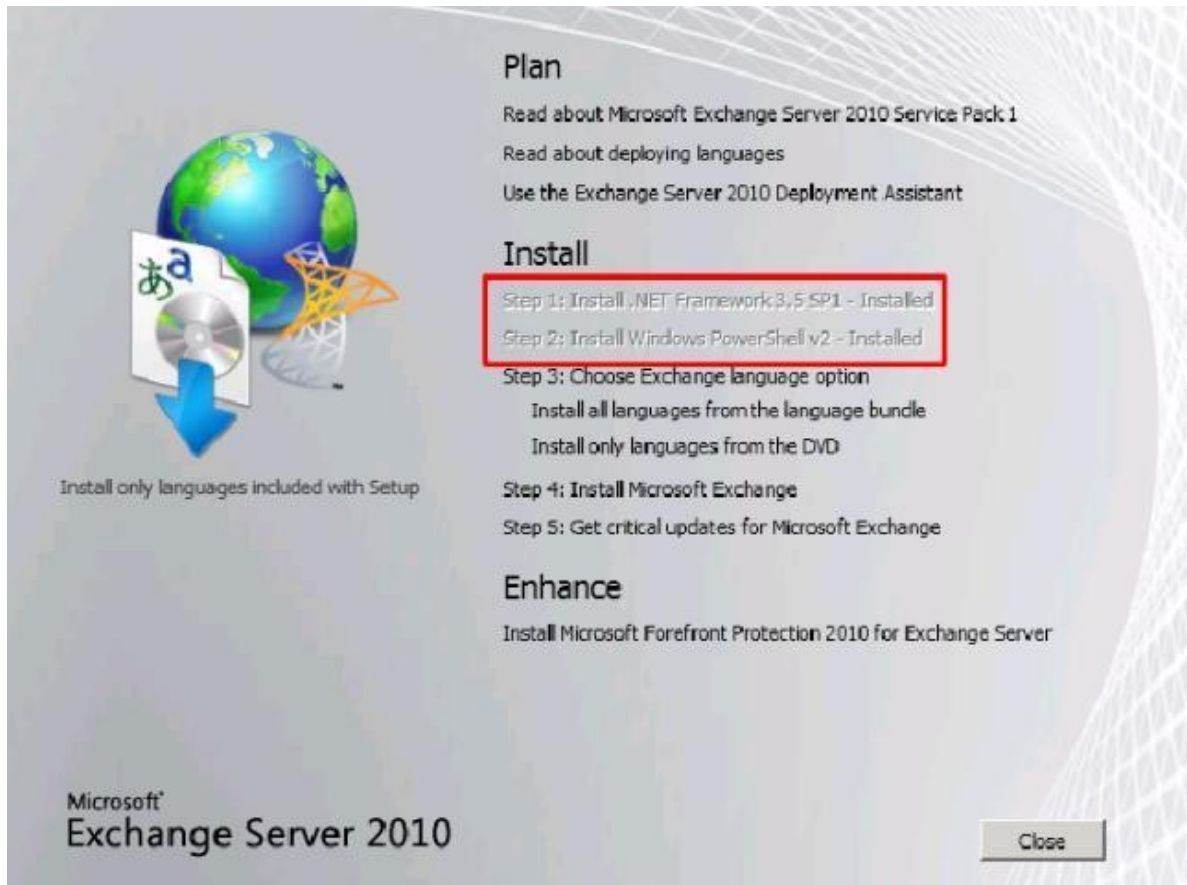 Plan
Read about Microsoft Exchange Server 2010 Service Pack 1
Read about deploying languages
Use the Exchange Server 2010 Deployment Assistant
Install
Step 1: Install .NET Framework 3.5 SP1 - Installed
Step 2: Install Windows PowerShell v2 - Installed
Step 3: Choose Exchange language option
Install all languages from the language bundle
Install only languages from the DVD
Step 4: Install Microsoft Exchange
Step 5: Get critical updates for Microsoft Exchange
Enhance
Install Microsoft Forefront Protection 2010 for Exchange Server
あa
Install only languages included with Setup
Microsoft®
Exchange Server 2010
Close